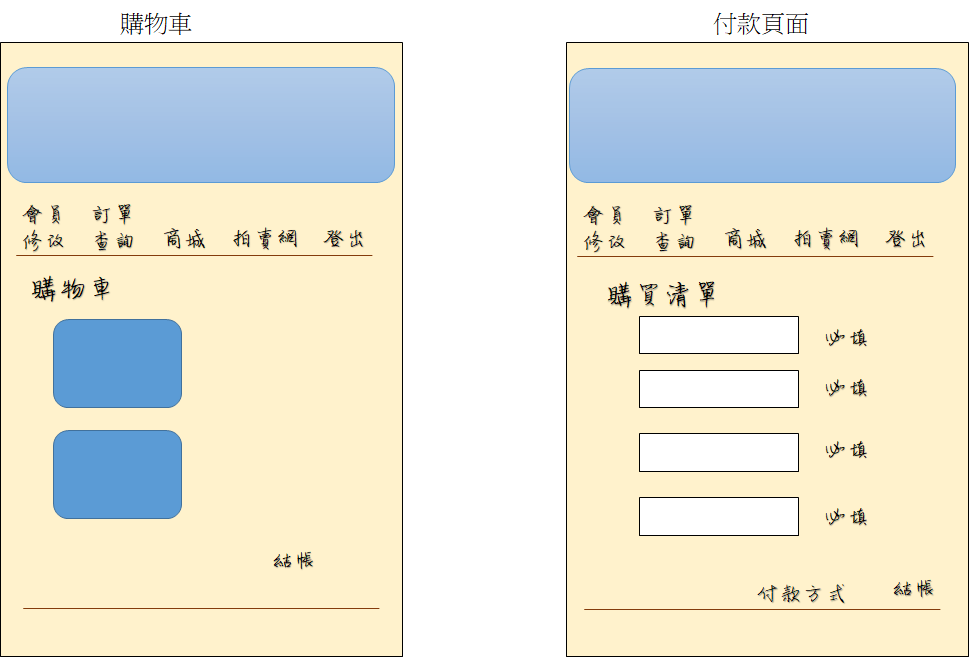 購物車
會員修改 訂單查詢 商城 拍賣網 登出
購物車
結帳
付款頁面
會員修改 訂單查詢 商城 拍賣網 登出
購買清單
必填
必填
必填
必填
付款方式 結帳